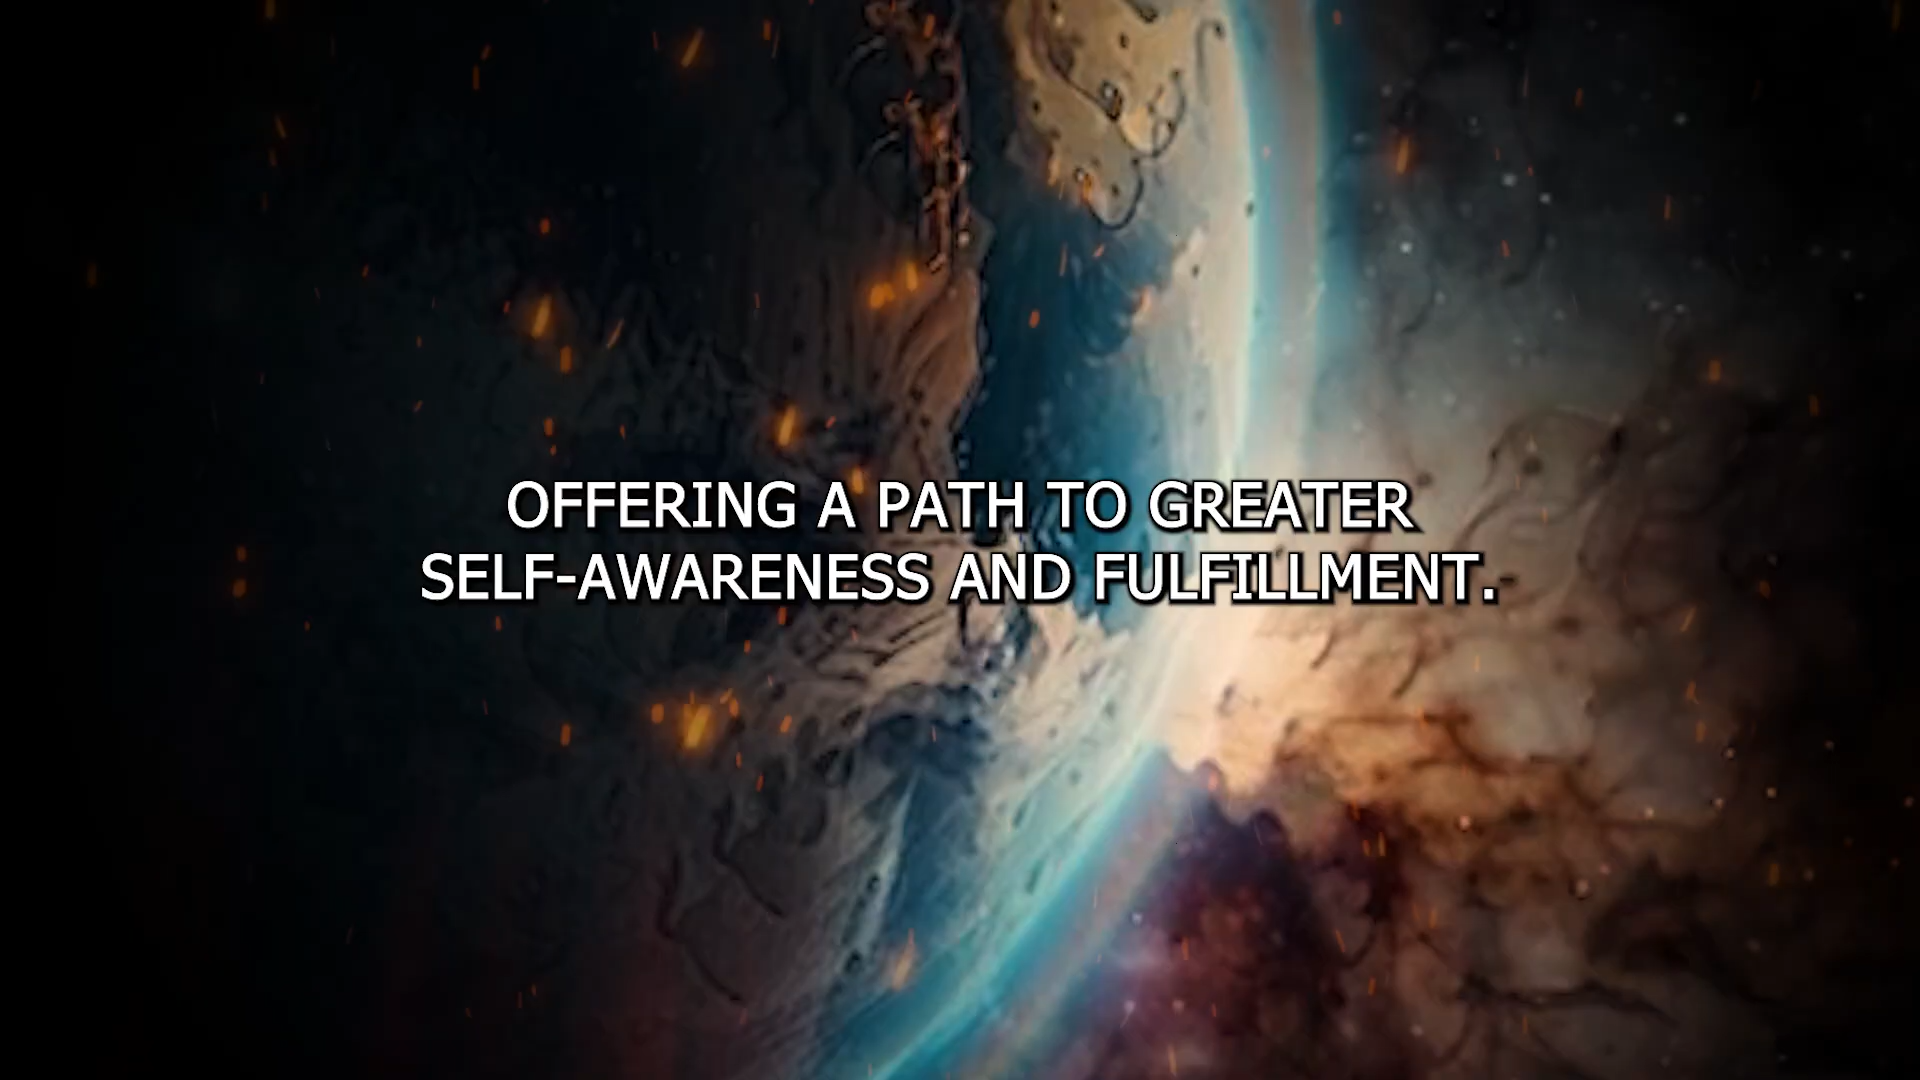 OFFERING A PATH TO GREATER
SELF-AWARENESS AND FULFILLMENT.